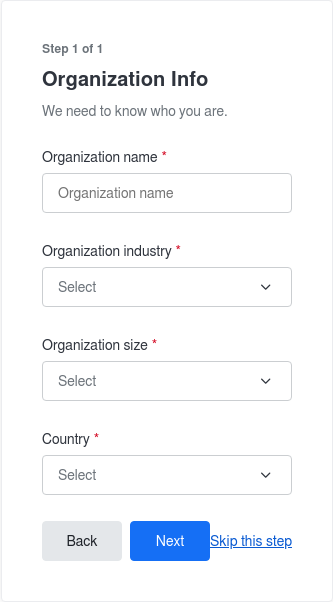 Step 1 of 1
Organization Info
We need to know who you are.
Organization name *
Organization name
Organization industry *
Select
Organization size *
Select
Country *
Select
Back Next Skip this step